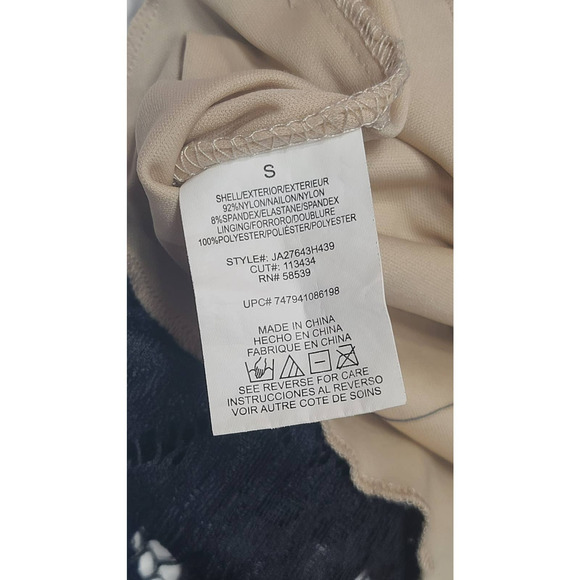 S
SHELL/EXTERIOR/EXTERIEUR
92%NYLON/NAILON/NYLON
8%SPANDEX/ELASTANE/SPANDEX
LINGING/FORRORO/DOUBLURE
100%POLYESTER/POLIÉSTER/POLYESTER
STYLE#: JA27643H439
CUT#: 113434
RN# 58539
UPC# 747941086198
MADE IN CHINA
HECHO EN CHINA
FABRIQUE EN CHINA
SEE REVERSE FOR CARE
INSTRUCCIONES AL REVERSO
VOIR AUTRE COTE DE SOINS